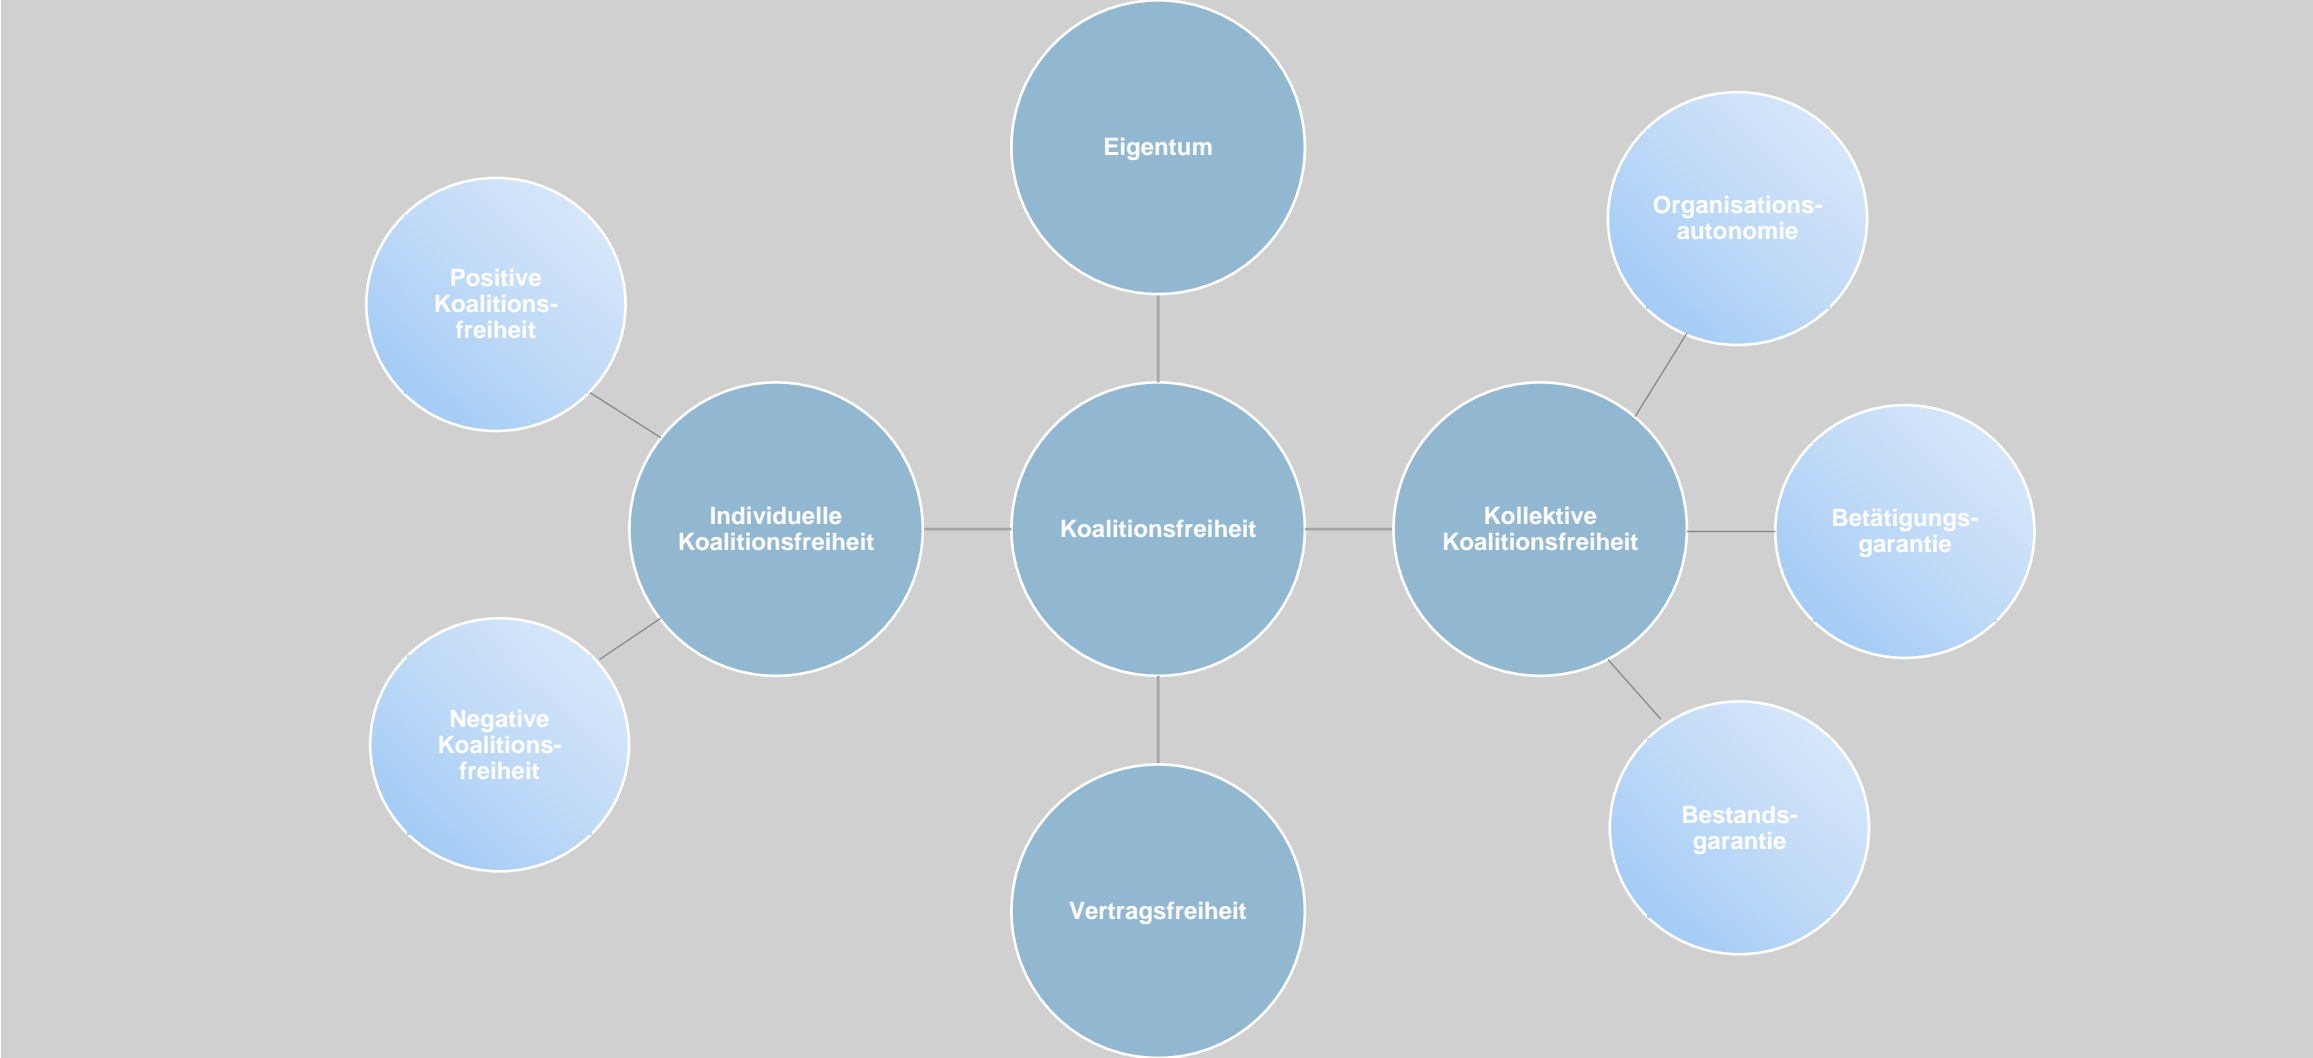 Eigentum
Organisations-
autonomie
Positive
Koalitions-
freiheit
Individuelle
Koalitionsfreiheit
Koalitionsfreiheit
Kollektive
Koalitionsfreiheit
Betätigungs-
garantie
Negative
Koalitions-
freiheit
Bestands-
garantie
Vertragsfreiheit